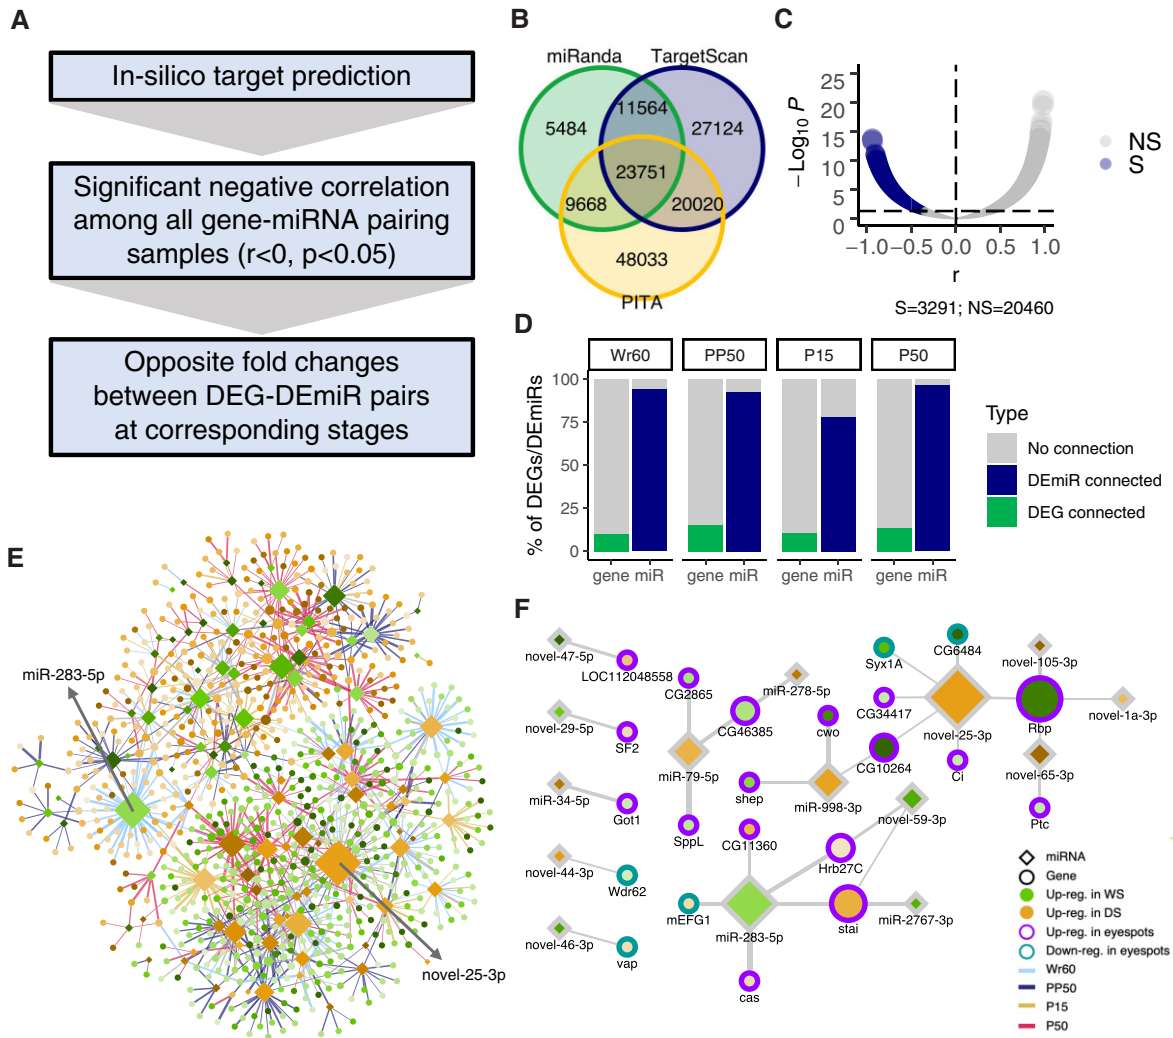 A
In-silico target prediction
Significant negative correlation
among all gene-miRNA pairing
samples (r<0, p<0.05)
Opposite fold changes
between DEG-DEmiR pairs
at corresponding stages
B
miRanda
TargetScan
11564
5484
27124
23751
9668
20020
48033
PITA
C
−Log10 P
25
20
15
10
5
0
−1.0
−0.5
0.0
0.5
1.0
r
NS
S
S=3291; NS=20460
D
Wr60
PP50
P15
P50
% of DEGs/DEmiRs
100
75
50
25
0
gene miR
gene miR
gene miR
gene miR
Type
No connection
DEmiR connected
DEG connected
E
miR-283-5p
novel-25-3p
F
novel-47-5p
LOC112048558
novel-29-5p
SF2
miR-34-5p
Got1
novel-44-3p
Wdr62
novel-46-3p
vap
CG2865
miR-278-5p
CG46385
miR-79-5p
SppL
cwo
shep
miR-998-3p
CG11360
Hrb27C
novel-59-3p
mEFG1
miR-283-5p
stai
miR-2767-3p
cas
Syx1A
CG6484
novel-105-3p
CG34417
novel-25-3p
Rbp
novel-1a-3p
CG10264
Ci
novel-65-3p
Ptc
miRNA
Gene
Up-reg. in WS
Up-reg. in DS
Up-reg. in eyespots
Down-reg. in eyespots
Wr60
PP50
P15
P50